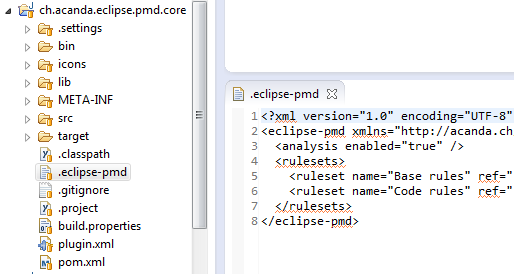 ch.acanda.eclipse.pmd.core
.settings
bin
icons
lib
META-INF
src
target
.classpath
.eclipse-pmd
.gitignore
.project
build.properties
plugin.xml
pom.xml
.eclipse-pmd
1 <?xml version="1.0" encoding="UTF-8"
2 <eclipse-pmd xmlns="http://acanda.ch
3 <analysis enabled="true" />
4 <rulesets>
5 <ruleset name="Base rules" ref="
6 <ruleset name="Code rules" ref="
7 </rulesets>
8 </eclipse-pmd>